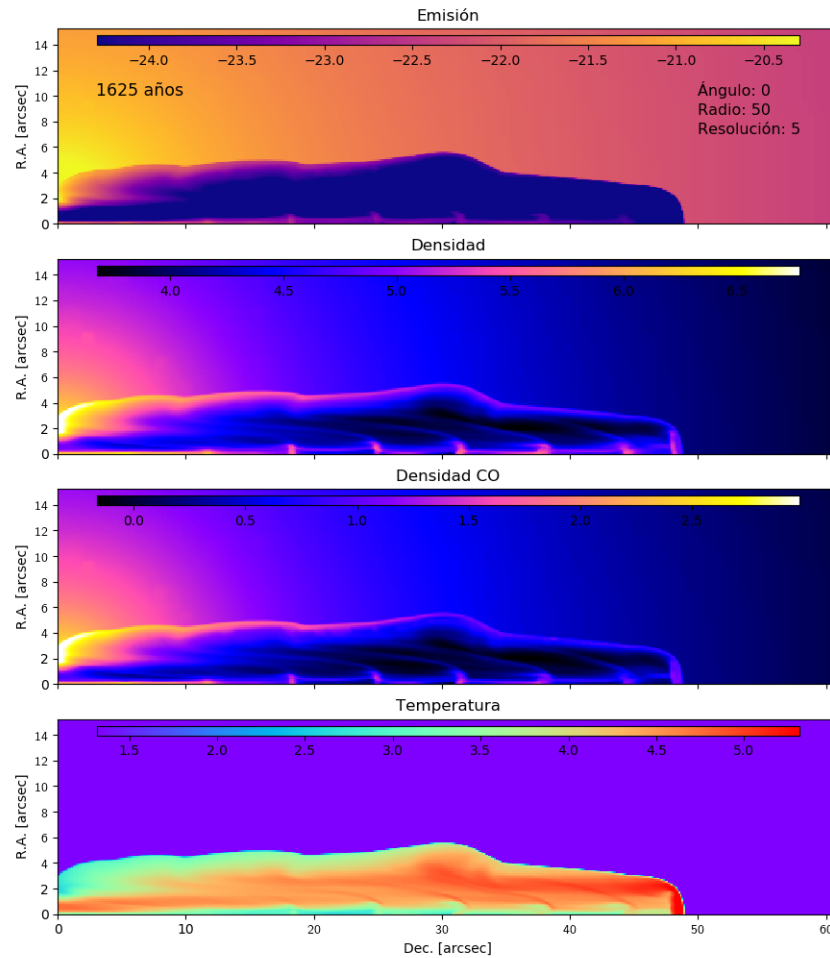 Emisión
14
12
10
8
6
4
2
0
R.A. [arcsec]
−24.0 −23.5 −23.0 −22.5 −22.0 −21.5 −21.0 −20.5
1625 años
Ángulo: 0
Radio: 50
Resolución: 5
Densidad
14
12
10
8
6
4
2
0
R.A. [arcsec]
4.0 4.5 5.0 5.5 6.0 6.5
Densidad CO
14
12
10
8
6
4
2
0
R.A. [arcsec]
0.0 0.5 1.0 1.5 2.0 2.5
Temperatura
14
12
10
8
6
4
2
0
R.A. [arcsec]
1.5 2.0 2.5 3.0 3.5 4.0 4.5 5.0
0 10 20 30 40 50 60
Dec. [arcsec]